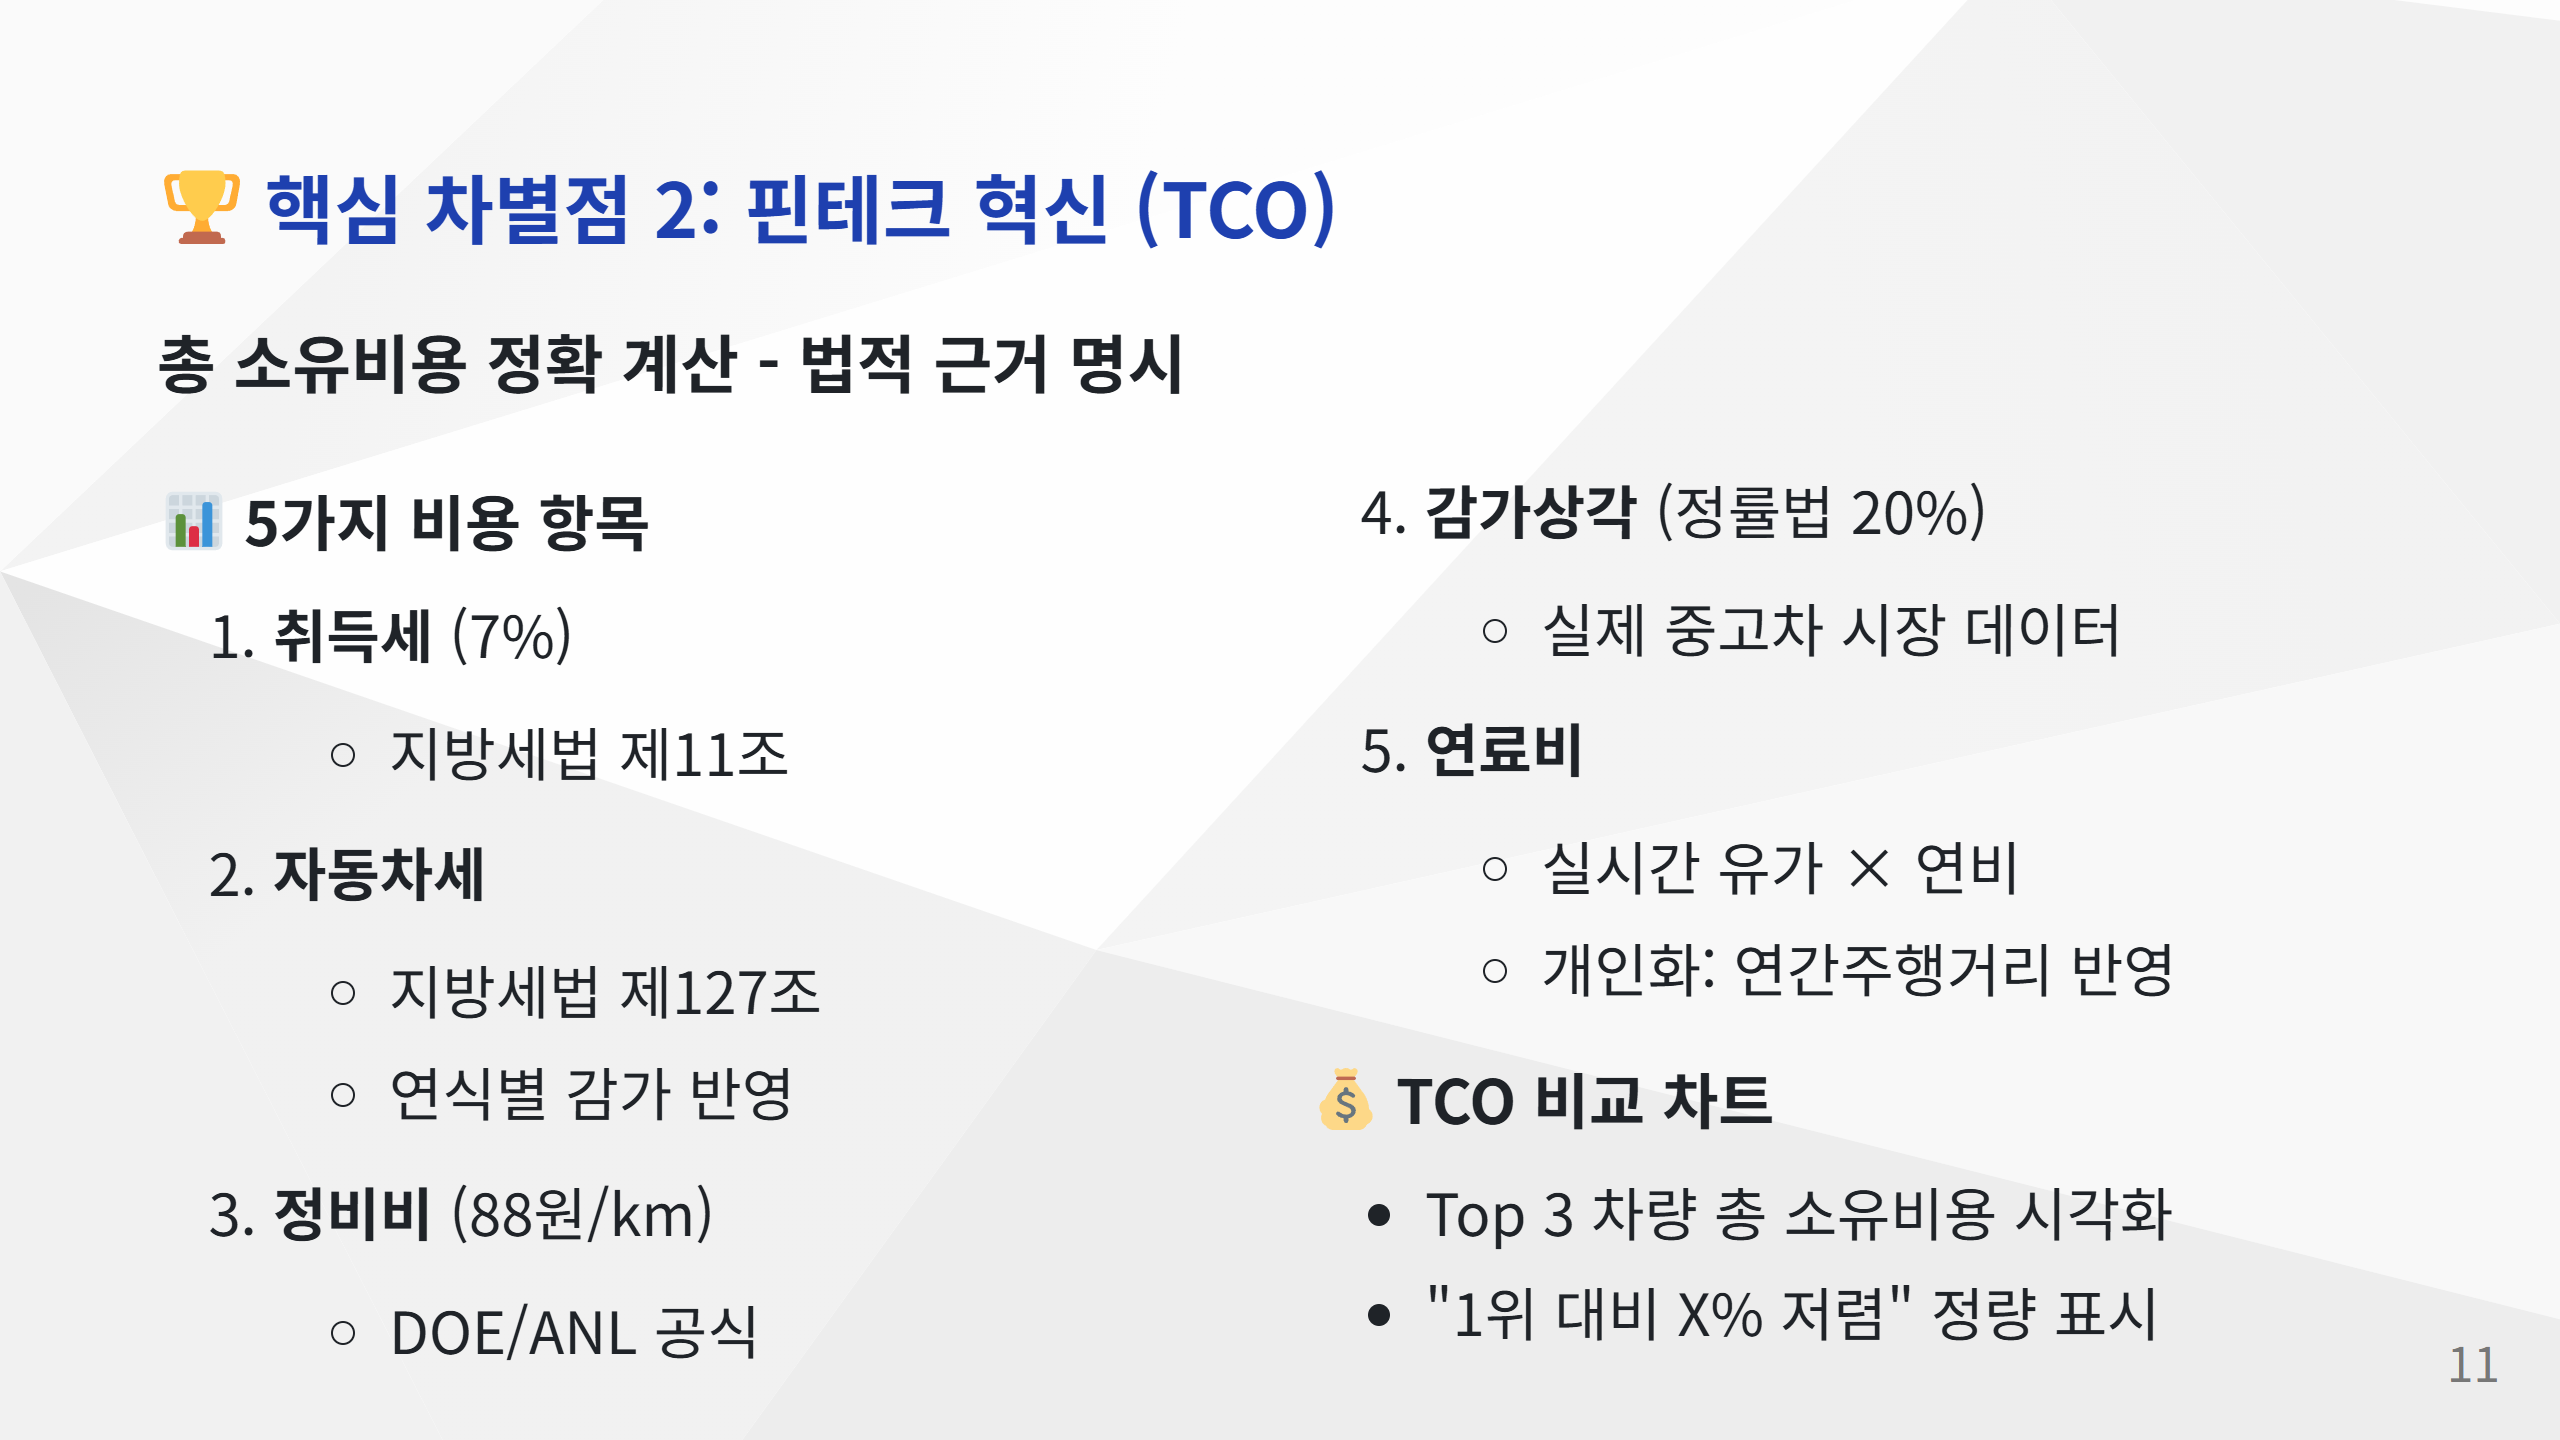 🏆 핵심 차별점 2: 핀테크 혁신 (TCO)
총 소유비용 정확 계산 - 법적 근거 명시
📊 5가지 비용 항목
1. 취득세 (7%)
○ 지방세법 제11조
2. 자동차세
○ 지방세법 제127조
○ 연식별 감가 반영
3. 정비비 (88원/km)
○ DOE/ANL 공식
4. 감가상각 (정률법 20%)
○ 실제 중고차 시장 데이터
5. 연료비
○ 실시간 유가 × 연비
○ 개인화: 연간주행거리 반영
💰 TCO 비교 차트
● Top 3 차량 총 소유비용 시각화
● "1위 대비 X% 저렴" 정량 표시
11